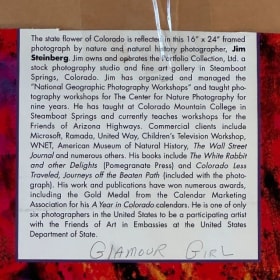 The state flower of Colorado is reflected in this 16" x 24" framed
photograph by nature and natural history photographer, Jim
Steinberg. Jim owns and operates the Portfolio Collection, Ltd. a
stock photography studio and fine art gallery in Steamboat
Springs, Colorado. Jim has organized and managed the
"National Geographic Photography Workshops" and taught pho-
tography workshops for The Center for Nature Photography for
nine years. He has taught at Colorado Mountain College in
Steamboat Springs and currently teaches workshops for the
Friends of Arizona Highways. Commercial clients include
Microsoft, Ramada, United Way, Children's Television Workshop,
WNET, American Museum of Natural History, The Wall Street
Journal and numerous others. His books include The White Rabbit
and other Delights (Pomegranate Press) and Colorado Less
Traveled, Journeys off the Beaten Path (included with the photo-
graph). His work and publications have won numerous awards,
including the Gold Medal from the Calendar Marketing
Association for his A Year in Colorado calendars. He is one of only
six photographers in the United States to be a participating artist
with the Friends of Art in Embassies at the United States
Department of State.
GLAMOUR GIRL